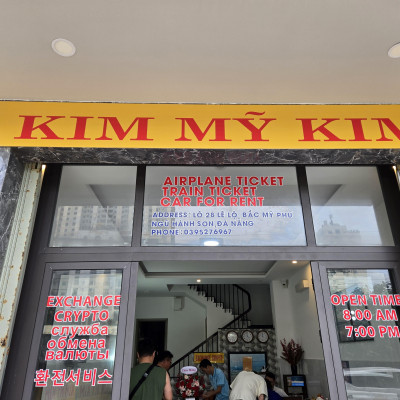 KIM MỸ KIM
AIRPLANE TICKET
TRAIN TICKET
CAR FOR RENT
ADDRESS: LÔ 28 LÊ LỘ, BẮC MỸ PHÚ
NGŨ HÀNH SƠN, ĐÀ NẴNG
PHONE: 0395276967
EXCHANGE
CRYPTO
служба
обмена
валюты
환전서비스
OPEN TIME
8:00 AM
7:00 PM